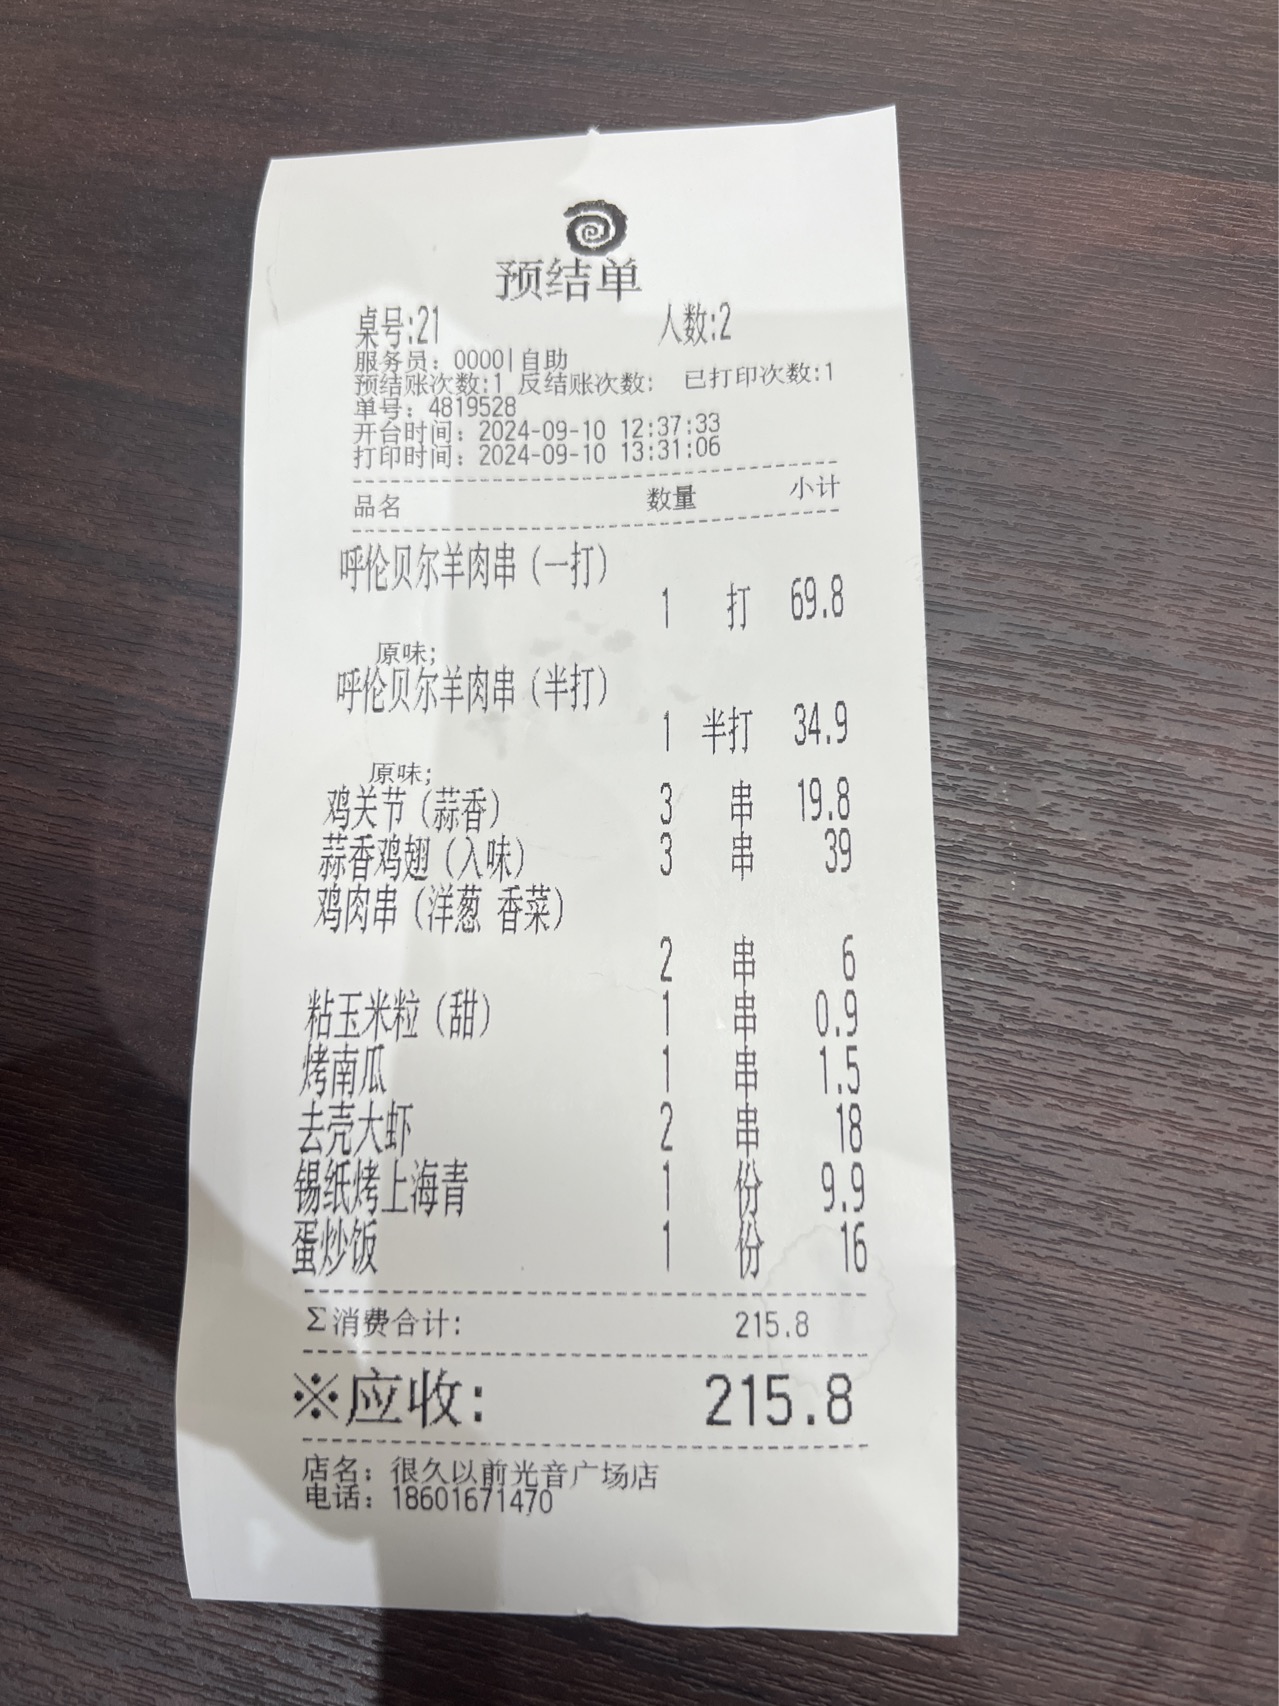 预结单
桌号:21 人数:2
服务员: 0000|自助
预结账次数:1 反结账次数: 已打印次数:1
单号: 4819528
开台时间: 2024-09-10 12:37:33
打印时间: 2024-09-10 13:31:06
品名 数量 小计
呼伦贝尔羊肉串(一打)
1 打 69.8
原味;
呼伦贝尔羊肉串(半打)
1 半打 34.9
原味;
鸡关节(蒜香) 3 串 19.8
蒜香鸡翅(入味) 3 串 39
鸡肉串(洋葱 香菜)
2 串 6
粘玉米粒(甜) 1 串 0.9
烤南瓜 1 串 1.5
去壳大虾 2 串 18
锡纸烤上海青 1 份 9.9
蛋炒饭 1 份 16
Σ消费合计: 215.8
※应收: 215.8
店名: 很久以前光音广场店
电话: 18601671470